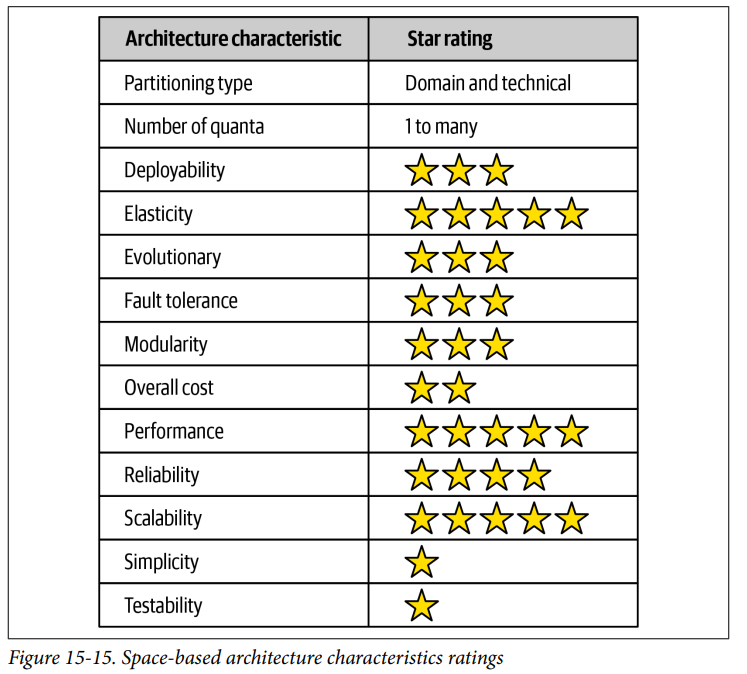 Architecture characteristic Star rating
Partitioning type Domain and technical
Number of quanta 1 to many
Deployability
Elasticity
Evolutionary
Fault tolerance
Modularity
Overall cost
Performance
Reliability
Scalability
Simplicity
Testability
Figure 15-15. Space-based architecture characteristics ratings